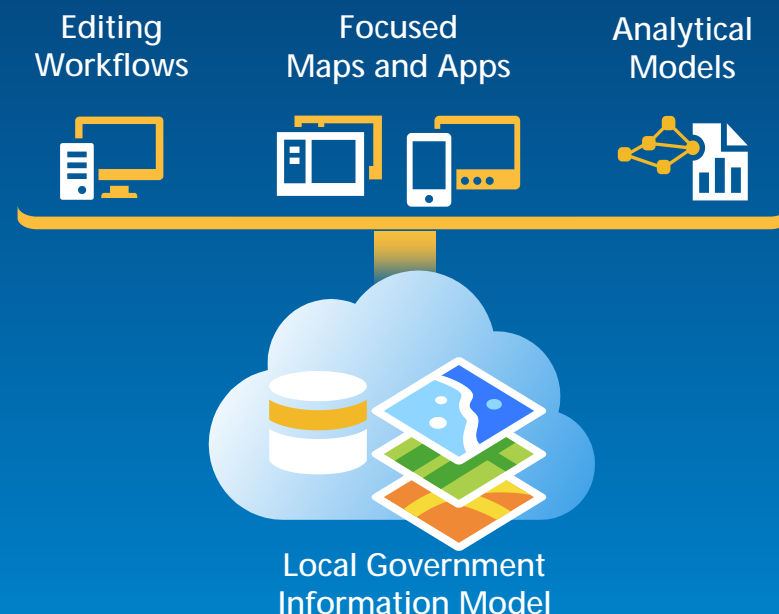 Editing
Workflows
Focused
Maps and Apps
Analytical
Models
Local Government
Information Model